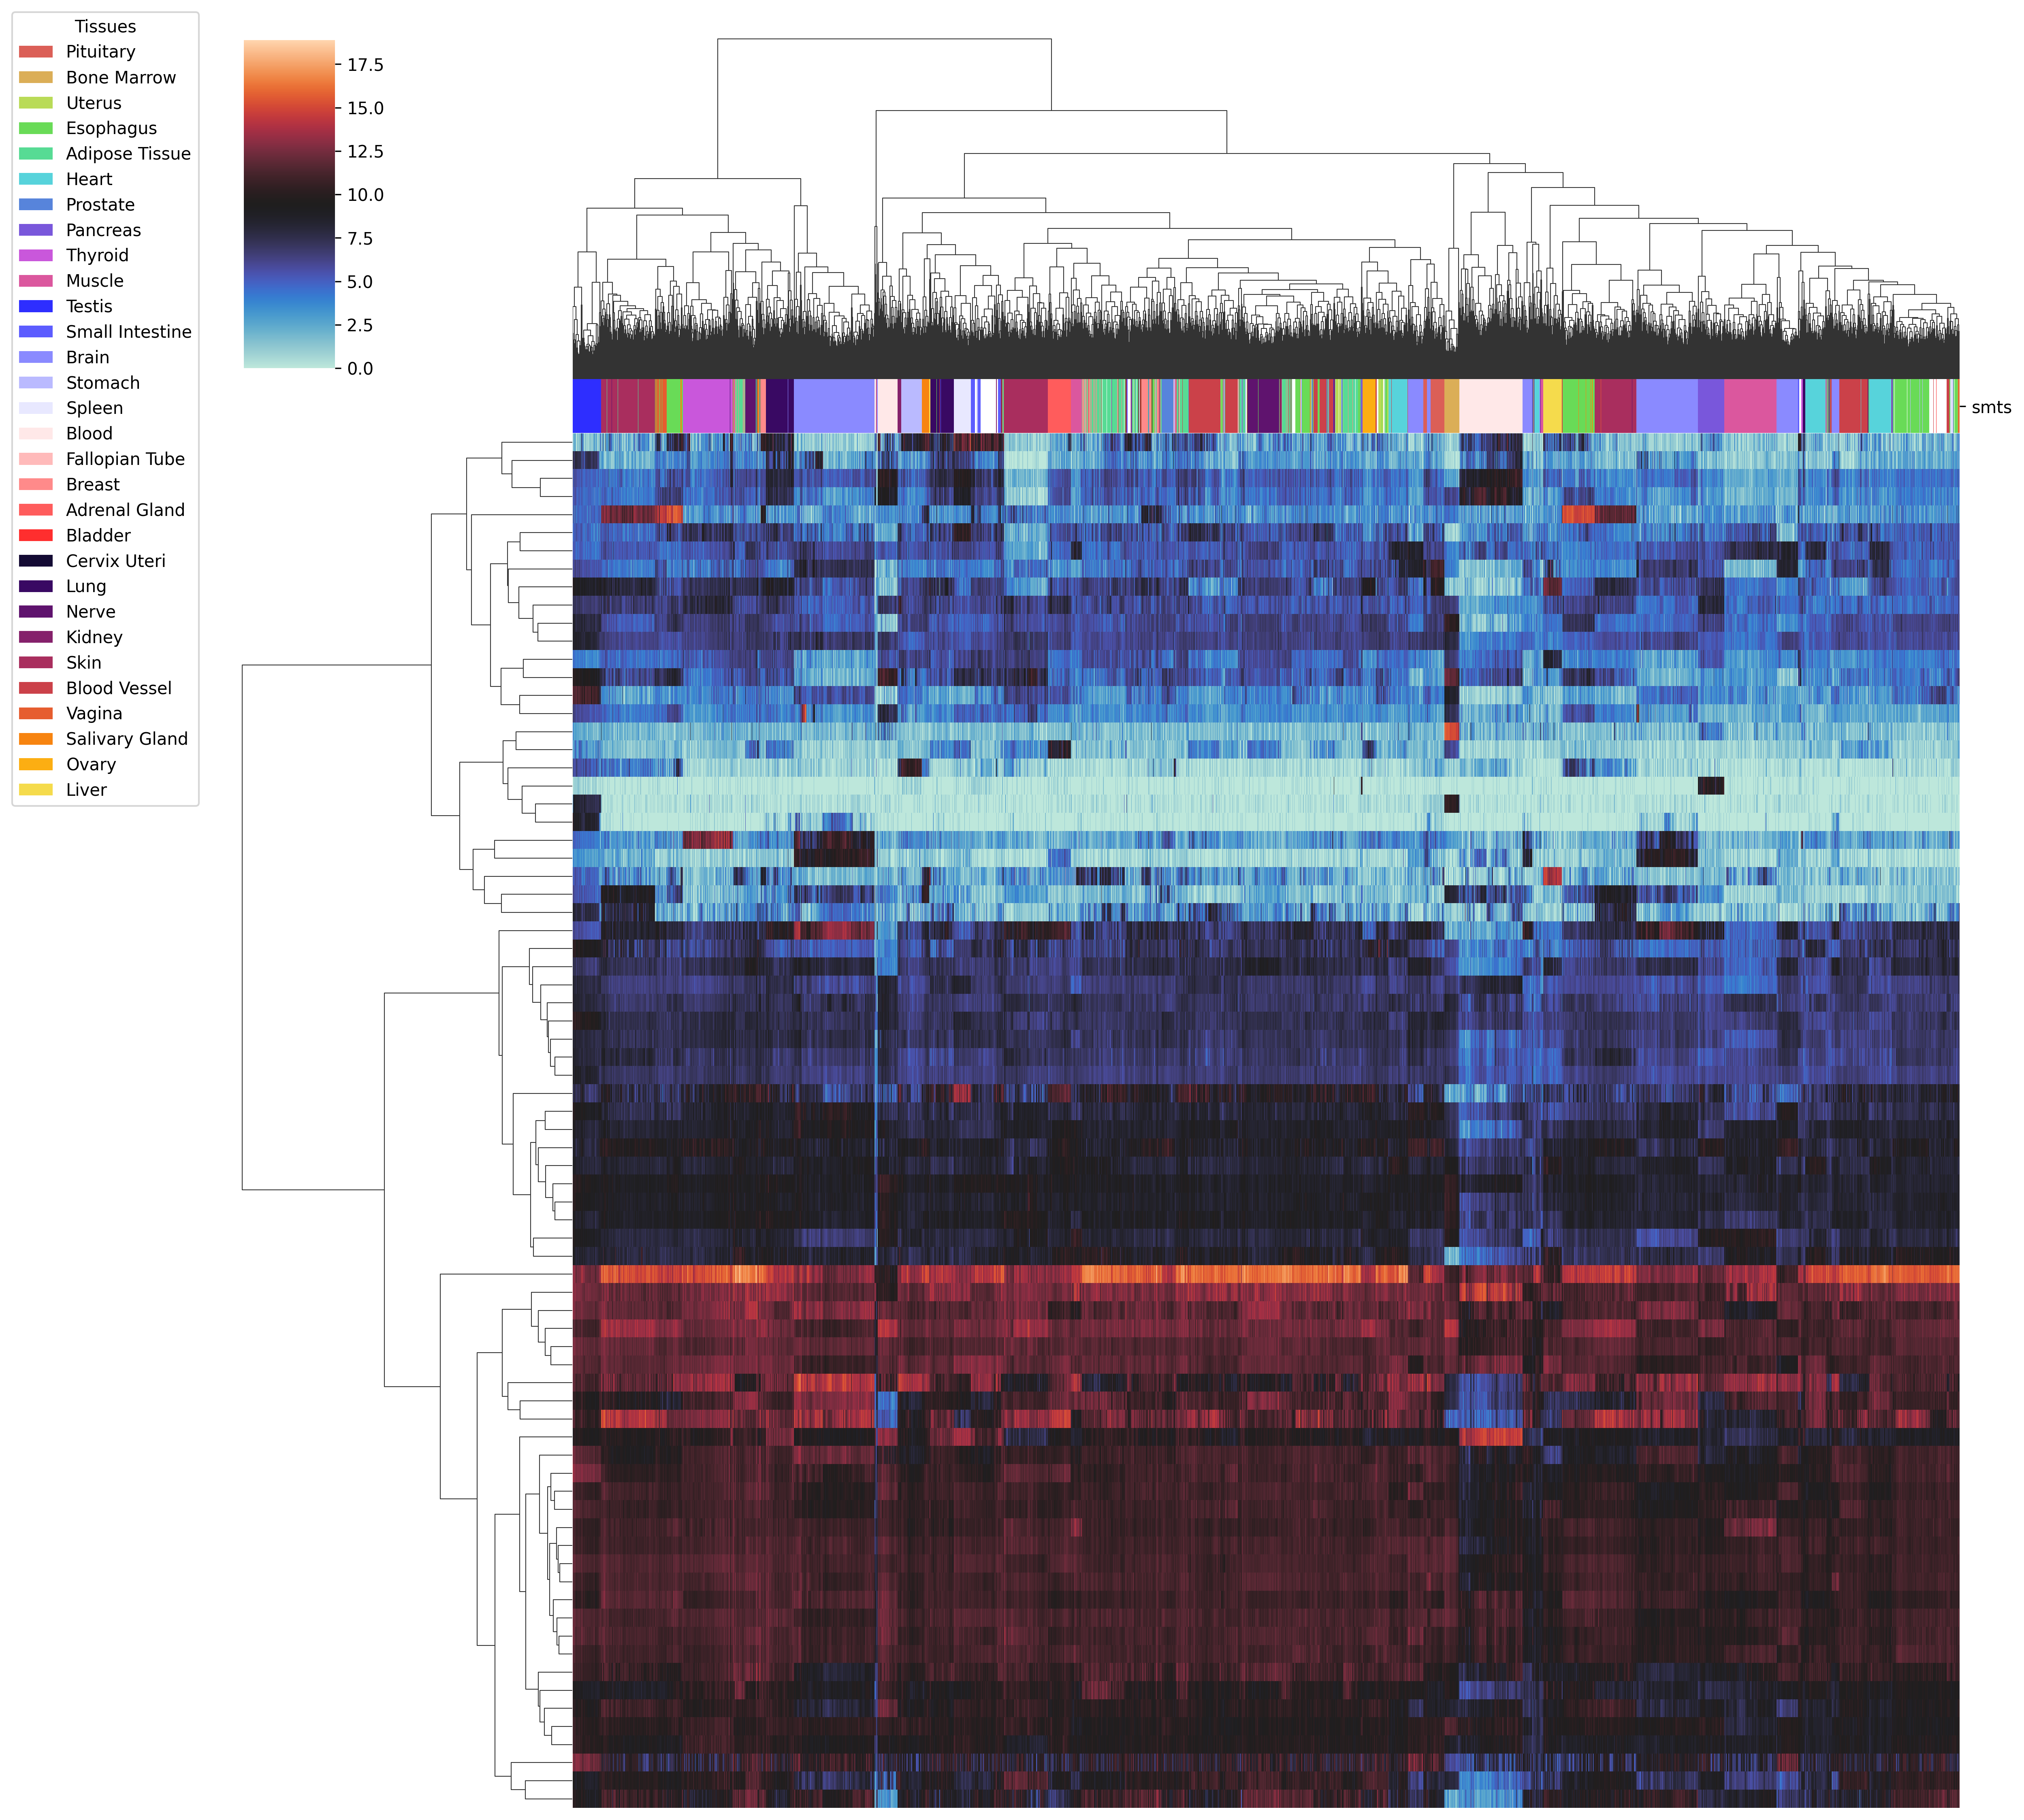 Tissues
Pituitary
Bone Marrow
Uterus
Esophagus
Adipose Tissue
Heart
Prostate
Pancreas
Thyroid
Muscle
Testis
Small Intestine
Brain
Stomach
Spleen
Blood
Fallopian Tube
Breast
Adrenal Gland
Bladder
Cervix Uteri
Lung
Nerve
Kidney
Skin
Blood Vessel
Vagina
Salivary Gland
Ovary
Liver
17.5
15.0
12.5
10.0
7.5
5.0
2.5
0.0
smts